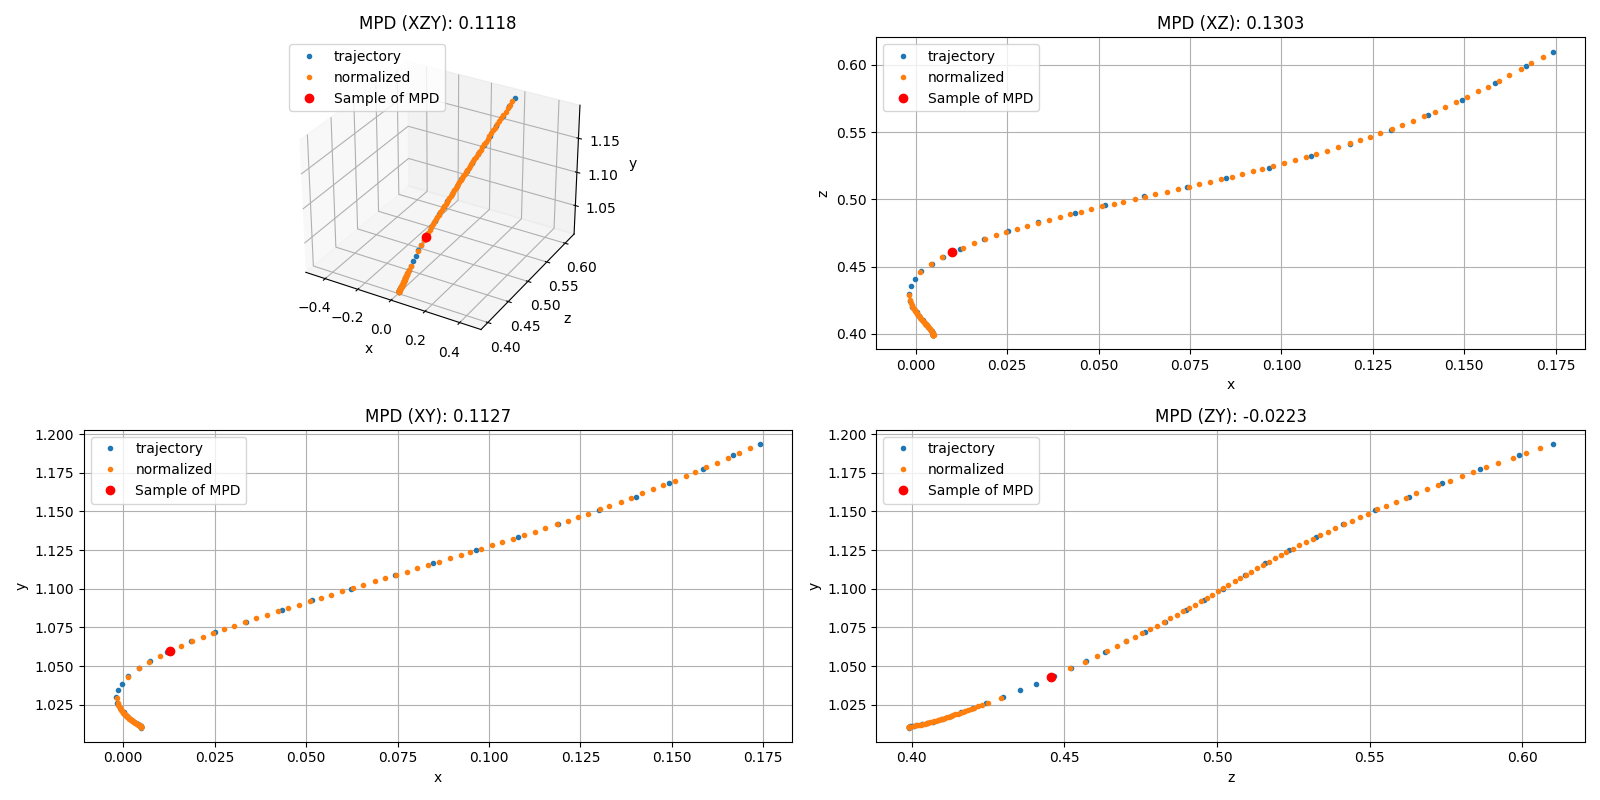 MPD (XZY): 0.1118
trajectory
normalized
Sample of MPD
1.15
1.10
1.05
y
0.60
0.55
0.50
0.45
0.40
z
−0.4
−0.2
0.0
0.2
0.4
x
MPD (XZ): 0.1303
trajectory
normalized
Sample of MPD
0.60
0.55
0.50
0.45
0.40
z
0.000 0.025 0.050 0.075 0.100 0.125 0.150 0.175
x
MPD (XY): 0.1127
trajectory
normalized
Sample of MPD
1.200
1.175
1.150
1.125
1.100
1.075
1.050
1.025
y
0.000 0.025 0.050 0.075 0.100 0.125 0.150 0.175
x
MPD (ZY): -0.0223
trajectory
normalized
Sample of MPD
1.200
1.175
1.150
1.125
1.100
1.075
1.050
1.025
y
0.40 0.45 0.50 0.55 0.60
z